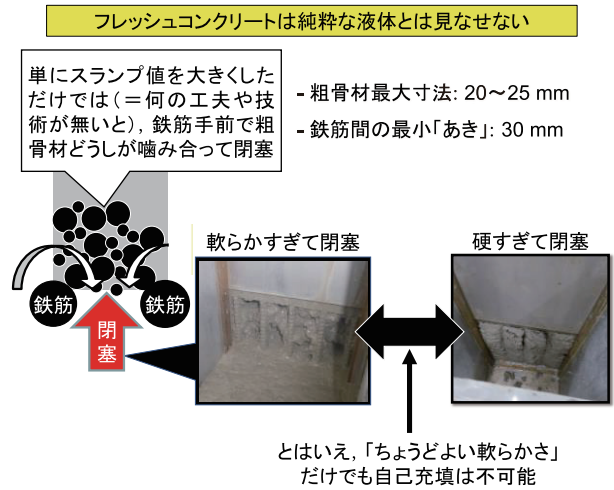 フレッシュコンクリートは純粋な液体とは見なせない
単にスランプ値を大きくした
だけでは(＝何の工夫や技
術が無いと)，鉄筋手前で粗
骨材どうしが噛み合って閉塞
- 粗骨材最大寸法: 20～25 mm
- 鉄筋間の最小「あき」: 30 mm
鉄筋
鉄筋
閉塞
軟らかすぎて閉塞
硬すぎて閉塞
とはいえ，「ちょうどよい軟らかさ」
だけでも自己充填は不可能